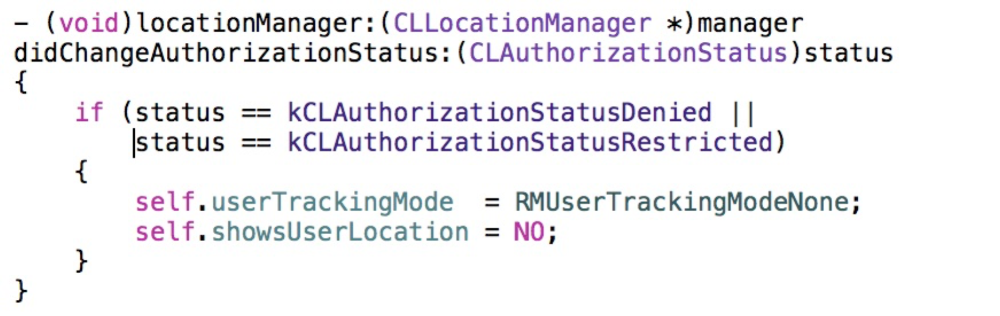 - (void)locationManager:(CLLocationManager *)manager
didChangeAuthorizationStatus:(CLAuthorizationStatus)status
{
    if (status == kCLAuthorizationStatusDenied ||
        status == kCLAuthorizationStatusRestricted)
    {
        self.userTrackingMode  = RMUserTrackingModeNone;
        self.showsUserLocation = NO;
    }
}